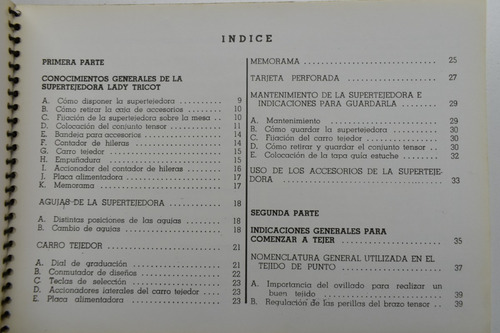 INDICE
PRIMERA PARTE
CONOCIMIENTOS GENERALES DE LA
SUPERTEJEDORA LADY TRICOT
A. Cómo disponer la supertejedora 9
B. Cómo retirar la caja de accesorios 10
C. Fijación de la supertejedora sobre la mesa 10
D. Colocación del conjunto tensor 11
E. Bandeja para accesorios 14
F. Contador de hileras 14
G. Carro tejedor 15
H. Empuñadura 15
I. Accionador del contador de hileras 16
J. Placa alimentadora 17
K. Memorama 17
AGUJAS DE LA SUPERTEJEDORA 18
A. Distintas posiciones de las agujas 18
B. Cambio de agujas 18
CARRO TEJEDOR 21
A. Dial de graduación 21
B. Conmutador de diseños 22
C. Teclas de selección 23
D. Accionadores laterales del carro tejedor 23
E. Placa alimentadora 23
MEMORAMA 25
TARJETA PERFORADA 27
MANTENIMIENTO DE LA SUPERTEJEDORA E
INDICACIONES PARA GUARDARLA 29
A. Mantenimiento 29
B. Cómo guardar la supertejedora 30
C. Fijación del carro tejedor 30
D. Cómo retirar y guardar el conjunto tensor 30
E. Colocación de la tapa guía estuche 32
USO DE LOS ACCESORIOS DE LA SUPERTEJE-
DORA 33
SEGUNDA PARTE
INDICACIONES GENERALES PARA
COMENZAR A TEJER 35
NOMENCLATURA GENERAL UTILIZADA EN EL
TEJIDO DE PUNTO 37
A. Importancia del ovillado para realizar un
buen tejido 39
B. Regulación de las perillas del brazo tensor 39